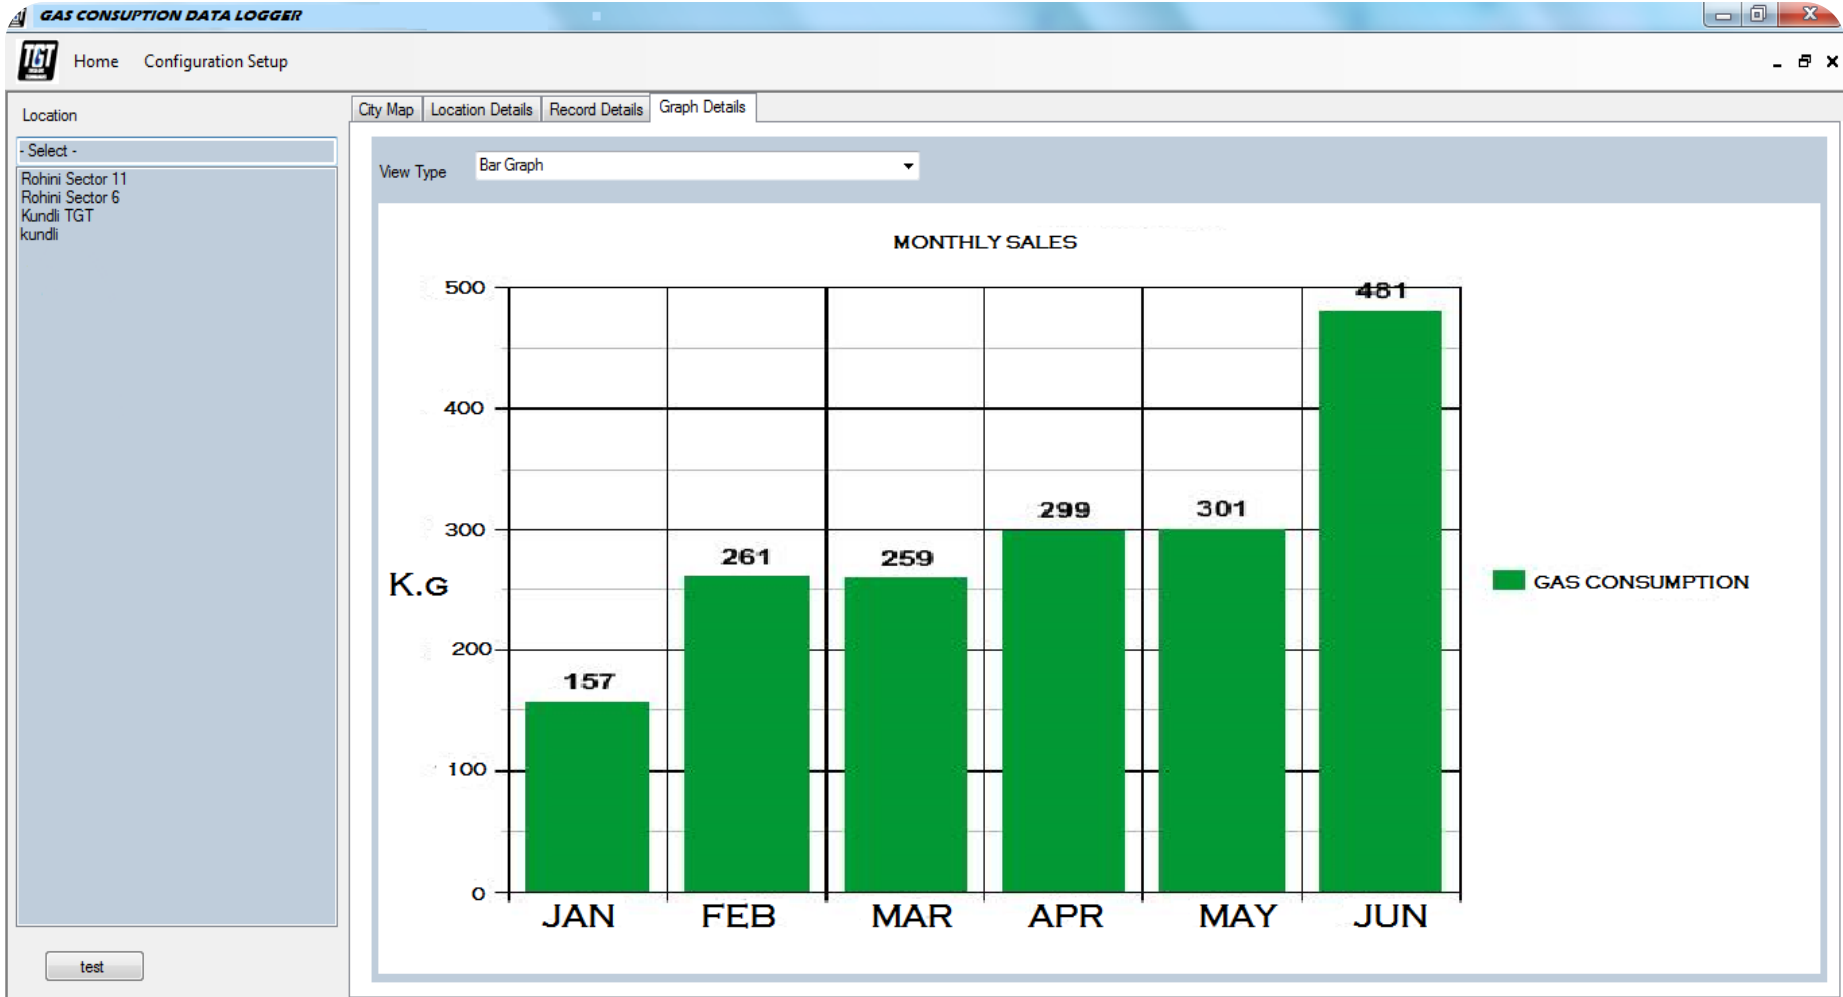 GAS CONSUPTION DATA LOGGER
TGT
Home Configuration Setup
Location
- Select -
Rohini Sector 11
Rohini Sector 6
Kundli TGT
kundli
test
City Map Location Details Record Details Graph Details
View Type Bar Graph
MONTHLY SALES
500
400
300
200
100
0
K.G
157
261
259
299
301
481
JAN FEB MAR APR MAY JUN
GAS CONSUMPTION